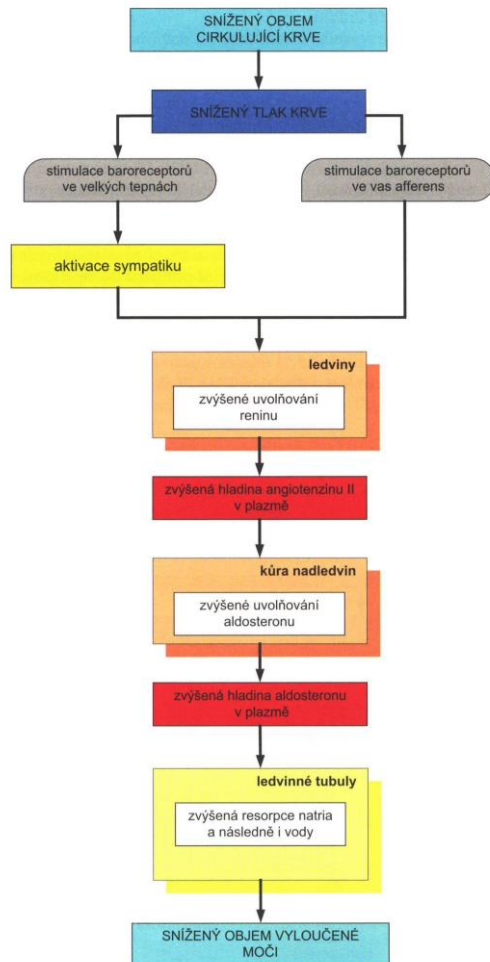 SNÍŽENÝ OBJEM
CIRKULUJÍCÍ KRVE
SNÍŽENÝ TLAK KRVE
stimulace baroreceptorů
ve velkých tepnách
stimulace baroreceptorů
ve vas afferens
aktivace sympatiku
ledviny
zvýšené uvolňování
reninu
zvýšená hladina angiotenzinu II
v plazmě
kůra nadledvin
zvýšené uvolňování
aldosteronu
zvýšená hladina aldosteronu
v plazmě
ledvinné tubuly
zvýšená resorpce natria
a následně i vody
SNÍŽENÝ OBJEM VYLOUČENÉ
MOČI